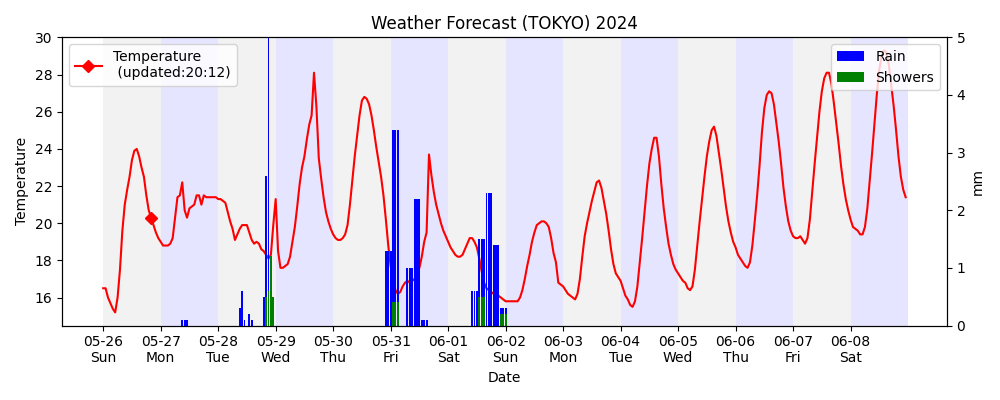 Weather Forecast (TOKYO) 2024
Temperature
(updated:20:12)
Rain
Showers
Temperature
30
28
26
24
22
20
18
16
5
4
3
2
1
0
mm
05-26 05-27 05-28 05-29 05-30 05-31 06-01 06-02 06-03 06-04 06-05 06-06 06-07 06-08
Sun Mon Tue Wed Thu Fri Sat Sun Mon Tue Wed Thu Fri Sat
Date